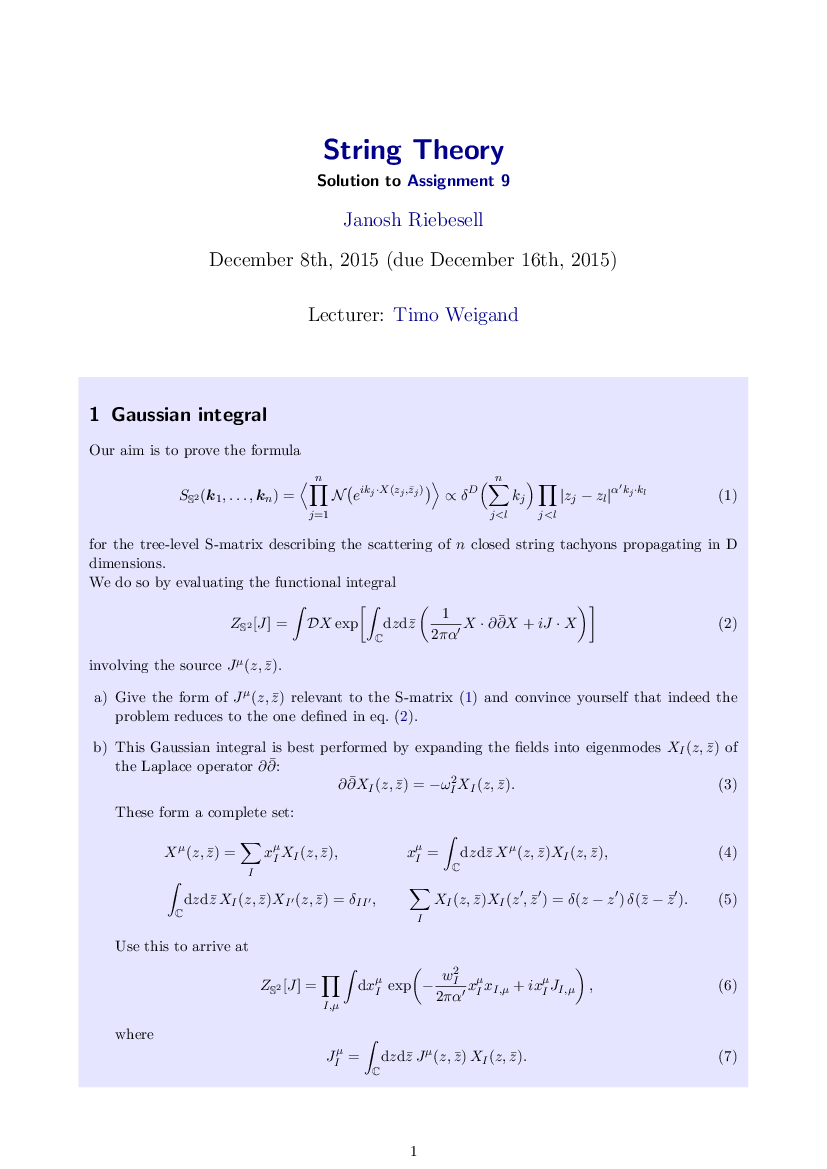 String Theory
Solution to Assignment 9
Janosh Riebesell
December 8th, 2015 (due December 16th, 2015)
Lecturer: Timo Weigand
1 Gaussian integral
Our aim is to prove the formula
$S_{\mathbb{S}^2}(\boldsymbol{k}_1, \ldots, \boldsymbol{k}_n) = \Big\langle \prod_{j=1}^{n} \mathcal{N}\big(e^{ik_j \cdot X(z_j, \bar{z}_j)}\big) \Big\rangle \propto \delta^D \Big( \sum_{j<l}^{n} k_j \Big) \prod_{j<l} |z_j - z_l|^{\alpha' k_j \cdot k_l}$ (1)
for the tree-level S-matrix describing the scattering of $n$ closed string tachyons propagating in D
dimensions.
We do so by evaluating the functional integral
$Z_{\mathbb{S}^2}[J] = \int \mathcal{D}X \exp\left[ \int_{\mathbb{C}} \mathrm{d}z\mathrm{d}\bar{z} \left( \frac{1}{2\pi\alpha'} X \cdot \partial\bar{\partial} X + iJ \cdot X \right) \right]$ (2)
involving the source $J^\mu(z, \bar{z})$.
a) Give the form of $J^\mu(z, \bar{z})$ relevant to the S-matrix (1) and convince yourself that indeed the
problem reduces to the one defined in eq. (2).
b) This Gaussian integral is best performed by expanding the fields into eigenmodes $X_I(z, \bar{z})$ of
the Laplace operator $\partial\bar{\partial}$:
$\partial\bar{\partial} X_I(z, \bar{z}) = -\omega_I^2 X_I(z, \bar{z}).$ (3)
These form a complete set:
$X^\mu(z, \bar{z}) = \sum_I x_I^\mu X_I(z, \bar{z}), \quad x_I^\mu = \int_{\mathbb{C}} \mathrm{d}z\mathrm{d}\bar{z}\, X^\mu(z, \bar{z}) X_I(z, \bar{z}),$ (4)
$\int_{\mathbb{C}} \mathrm{d}z\mathrm{d}\bar{z}\, X_I(z, \bar{z}) X_{I'}(z, \bar{z}) = \delta_{II'}, \quad \sum_I X_I(z, \bar{z}) X_I(z', \bar{z}') = \delta(z - z')\, \delta(\bar{z} - \bar{z}').$ (5)
Use this to arrive at
$Z_{\mathbb{S}^2}[J] = \prod_{I,\mu} \int \mathrm{d}x_I^\mu \exp\left( -\frac{w_I^2}{2\pi\alpha'} x_I^\mu x_{I,\mu} + ix_I^\mu J_{I,\mu} \right),$ (6)
where
$J_I^\mu = \int_{\mathbb{C}} \mathrm{d}z\mathrm{d}\bar{z}\, J^\mu(z, \bar{z})\, X_I(z, \bar{z}).$ (7)
1